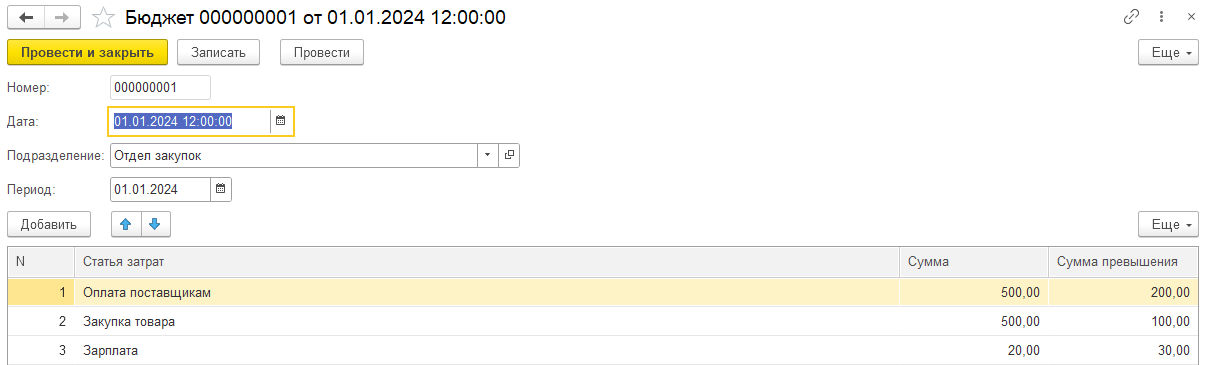 Бюджет 000000001 от 01.01.2024 12:00:00
Провести и закрыть Записать Провести Еще
Номер: 000000001
Дата: 01.01.2024 12:00:00
Подразделение: Отдел закупок
Период: 01.01.2024
Добавить Еще
N Статья затрат Сумма Сумма превышения
1 Оплата поставщикам 500,00 200,00
2 Закупка товара 500,00 100,00
3 Зарплата 20,00 30,00